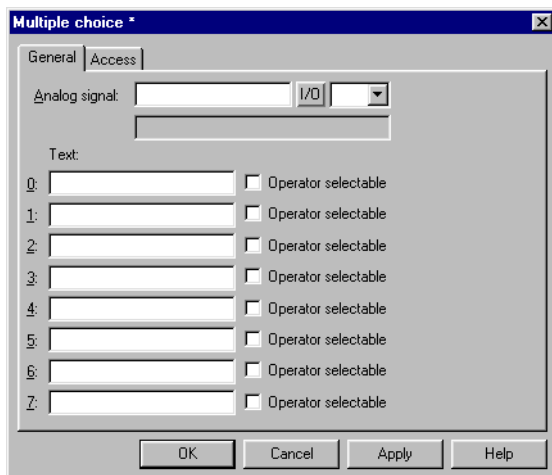 Multiple choice *
General Access
Analog signal: I/O
Text:
0: Operator selectable
1: Operator selectable
2: Operator selectable
3: Operator selectable
4: Operator selectable
5: Operator selectable
6: Operator selectable
7: Operator selectable
OK Cancel Apply Help